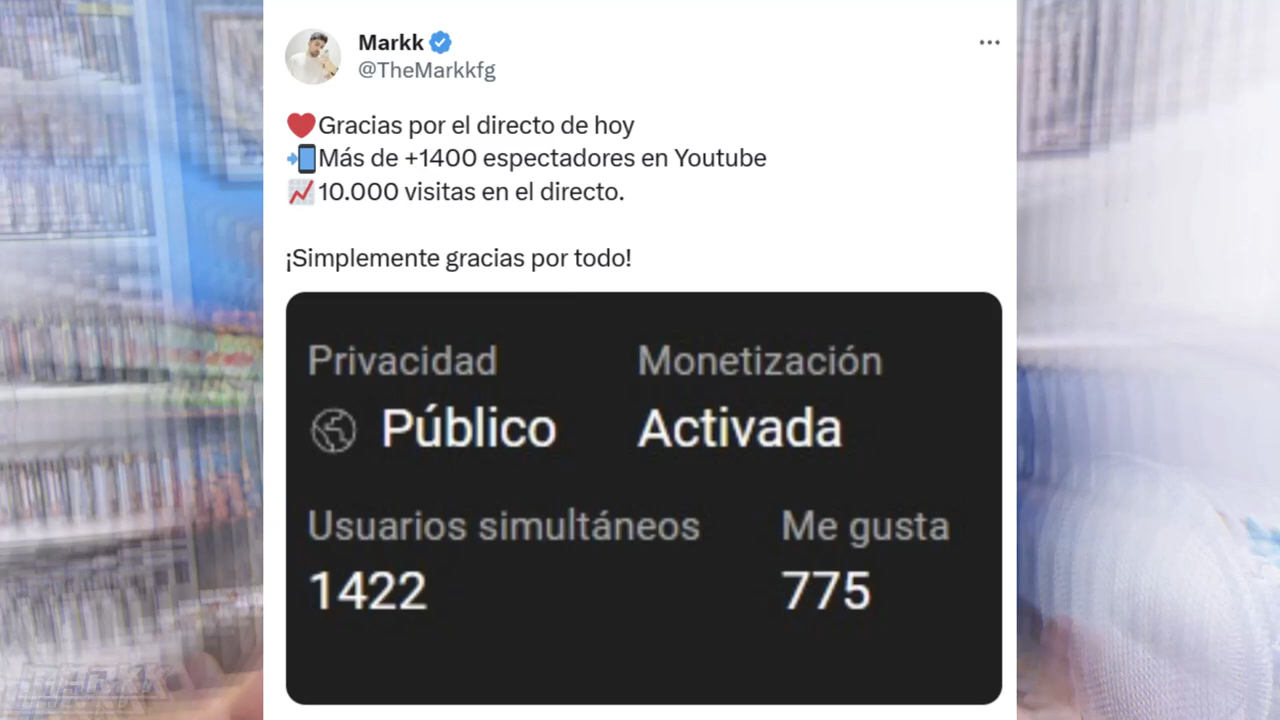 Markk
@TheMarkkfg
❤️Gracias por el directo de hoy
📲Más de +1400 espectadores en Youtube
📈10.000 visitas en el directo.
¡Simplemente gracias por todo!
Privacidad Monetización
Público Activada
Usuarios simultáneos Me gusta
1422 775